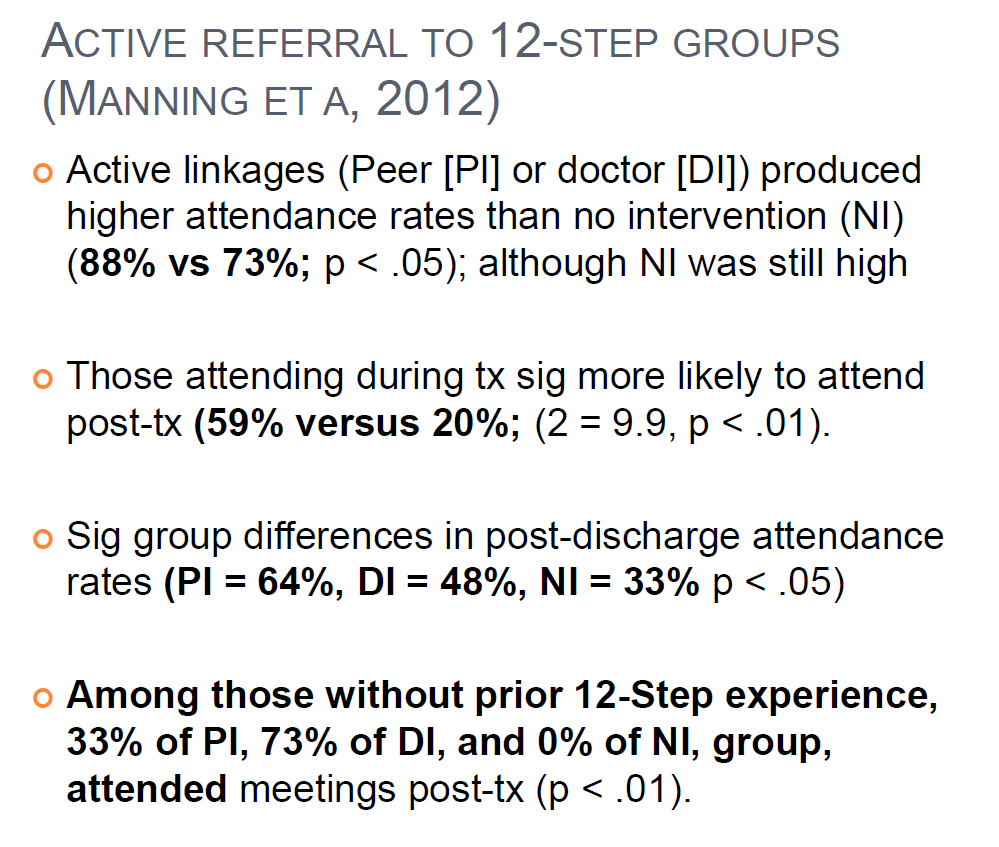 ACTIVE REFERRAL TO 12-STEP GROUPS
(MANNING ET A, 2012)
Active linkages (Peer [PI] or doctor [DI]) produced
higher attendance rates than no intervention (NI)
(88% vs 73%; p < .05); although NI was still high
Those attending during tx sig more likely to attend
post-tx (59% versus 20%; (2 = 9.9, p < .01).
Sig group differences in post-discharge attendance
rates (PI = 64%, DI = 48%, NI = 33% p < .05)
Among those without prior 12-Step experience,
33% of PI, 73% of DI, and 0% of NI, group,
attended meetings post-tx (p < .01).